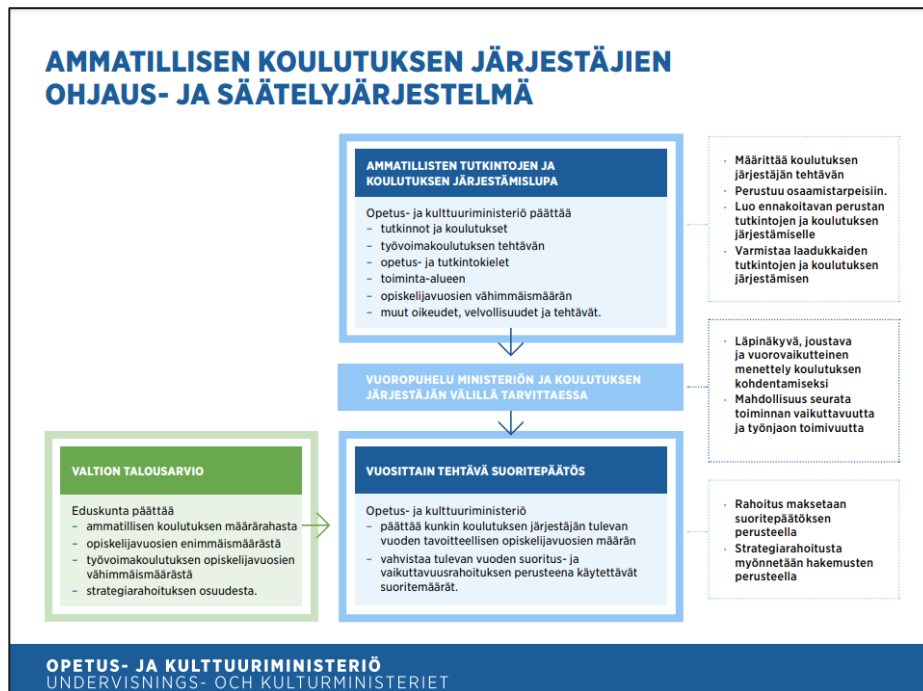 AMMATILLISEN KOULUTUKSEN JÄRJESTÄJIEN
OHJAUS- JA SÄÄTELYJÄRJESTELMÄ
AMMATILLISTEN TUTKINTOJEN JA
KOULUTUKSEN JÄRJESTÄMISLUPA
Opetus- ja kulttuuriministeriö päättää
– tutkinnot ja koulutukset
– työvoimakoulutuksen tehtävän
– opetus- ja tutkintokielet
– toiminta-alueen
– opiskelijavuosien vähimmäismäärän
– muut oikeudet, velvollisuudet ja tehtävät.
· Määrittää koulutuksen
järjestäjän tehtävän
· Perustuu osaamistarpeisiin.
· Luo ennakoitavan perustan
tutkintojen ja koulutuksen
järjestämiselle
· Varmistaa laadukkaiden
tutkintojen ja koulutuksen
järjestämisen
VUOROPUHELU MINISTERIÖN JA KOULUTUKSEN
JÄRJESTÄJÄN VÄLILLÄ TARVITTAESSA
· Läpinäkyvä, joustava
ja vuorovaikutteinen
menettely koulutuksen
kohdentamiseksi
· Mahdollisuus seurata
toiminnan vaikuttavuutta
ja työnjaon toimivuutta
VALTION TALOUSARVIO
Eduskunta päättää
– ammatillisen koulutuksen määrärahasta
– opiskelijavuosien enimmäismäärästä
– työvoimakoulutuksen opiskelijavuosien
vähimmäismäärästä
– strategiarahoituksen osuudesta.
VUOSITTAIN TEHTÄVÄ SUORITEPÄÄTÖS
Opetus- ja kulttuuriministeriö
– päättää kunkin koulutuksen järjestäjän tulevan
vuoden tavoitteellisen opiskelijavuosien määrän
– vahvistaa tulevan vuoden suoritus- ja
vaikuttavuusrahoituksen perusteena käytettävät
suoritemäärät.
· Rahoitus maksetaan
suoritepäätöksen
perusteella
· Strategiarahoitusta
myönnetään hakemusten
perusteella
OPETUS- JA KULTTUURIMINISTERIÖ
UNDERVISNINGS- OCH KULTURMINISTERIET